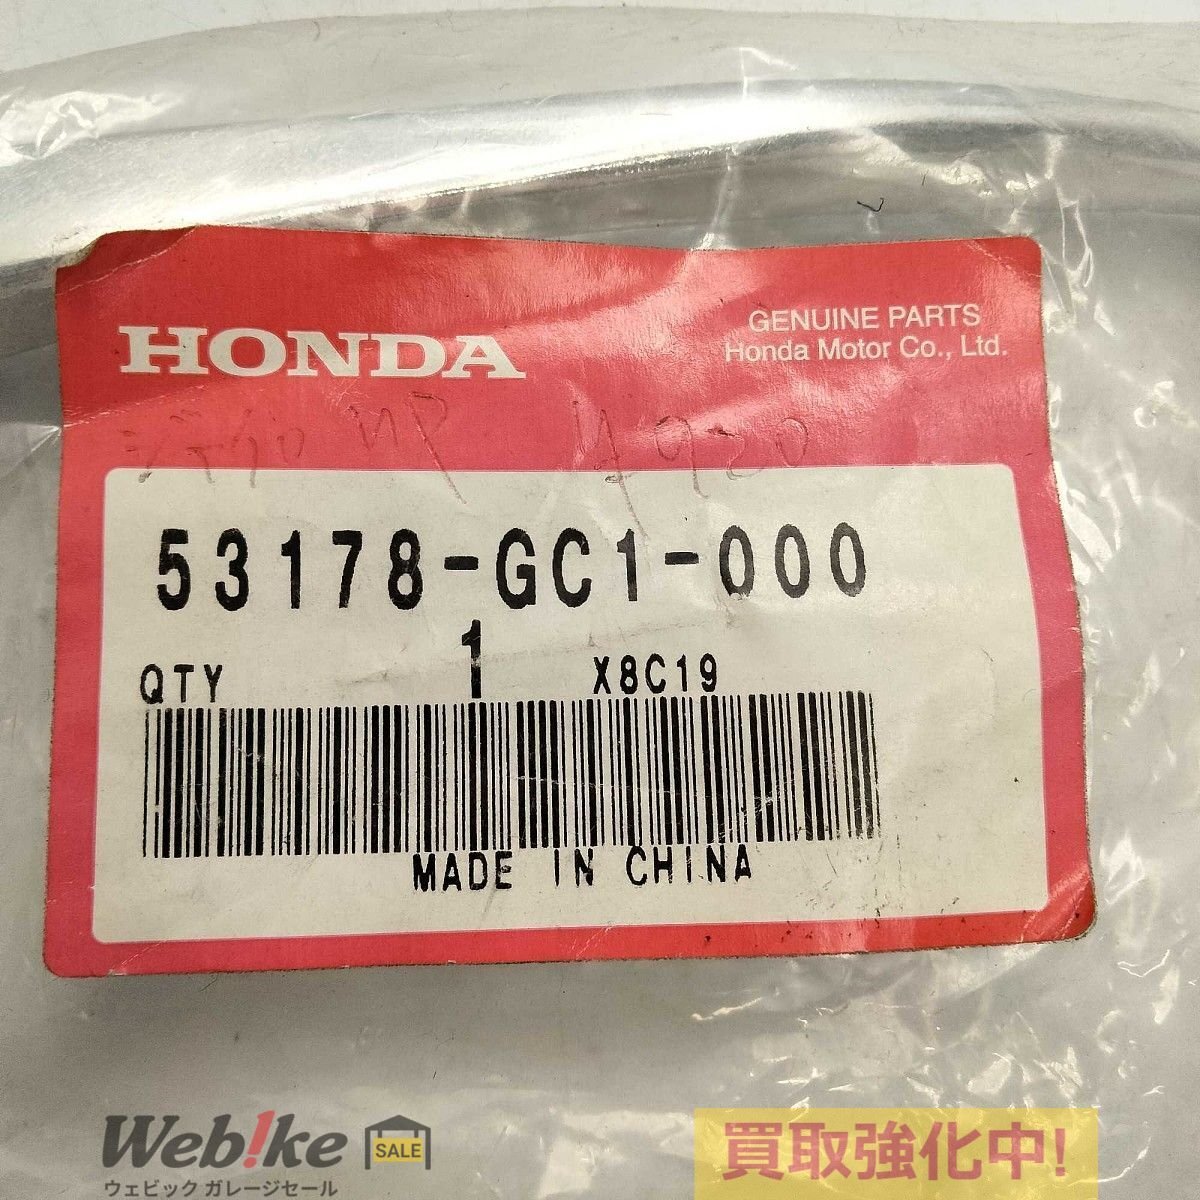 HONDA
GENUINE PARTS
Honda Motor Co., Ltd.
53178-GC1-000
QTY 1 X8C19
MADE IN CHINA
Web!ke SALE
ウェビック ガレージセール
買取強化中!